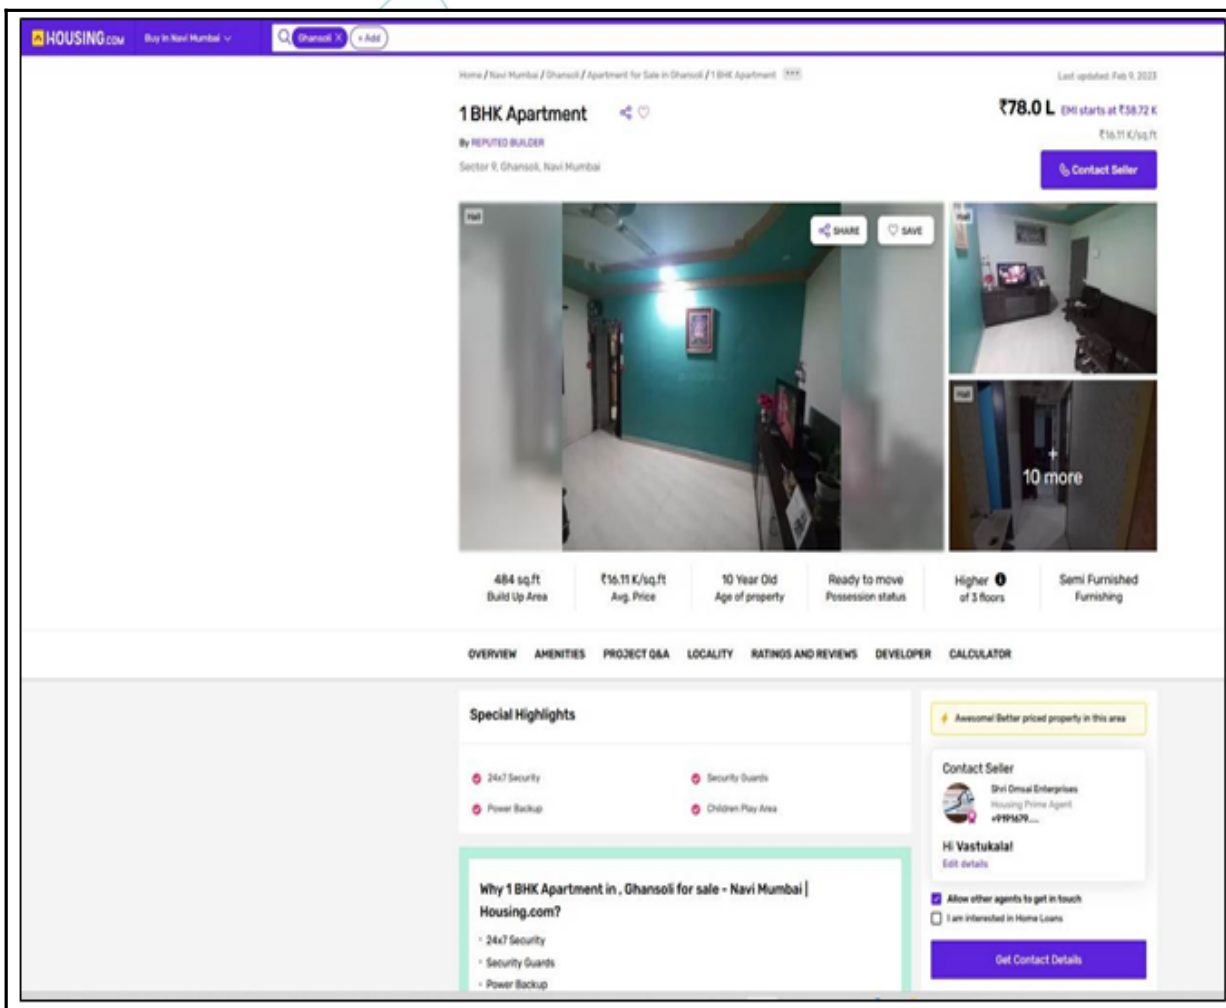 HOUSING.COM Buy in Navi Mumbai Ghansoli X + Add
Home / Navi Mumbai / Ghansoli / Apartment for Sale in Ghansoli / 1 BHK Apartment
Last updated: Feb 9, 2023
1 BHK Apartment
₹78.0 L EMI starts at ₹38.72 K
₹16.11 K/sq.ft
By REPUTED BUILDER
Sector 9, Ghansoli, Navi Mumbai
Contact Seller
Hall
SHARE
SAVE
Hall
Hall
+
10 more
484 sq.ft ₹16.11 K/sq.ft 10 Year Old Ready to move Higher of 3 floors Semi Furnished
Build Up Area Avg. Price Age of property Possession status Furnishing
OVERVIEW AMENITIES PROJECT Q&A LOCALITY RATINGS AND REVIEWS DEVELOPER CALCULATOR
Special Highlights
24x7 Security Security Guards
Power Backup Children Play Area
Awesome! Better priced property in this area
Contact Seller
Shri Omsai Enterprises
Housing Prime Agent
+9191679....
Hi Vastukala!
Edit details
Allow other agents to get in touch
I am interested in Home Loans
Get Contact Details
Why 1 BHK Apartment in , Ghansoli for sale - Navi Mumbai |
Housing.com?
24x7 Security
Security Guards
Power Backup